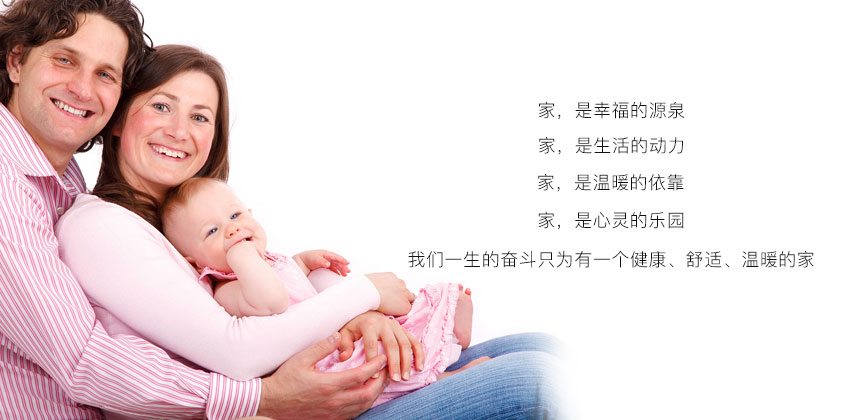 家，是幸福的源泉
家，是生活的动力
家，是温暖的依靠
家，是心灵的乐园
我们一生的奋斗只为有一个健康、舒适、温暖的家